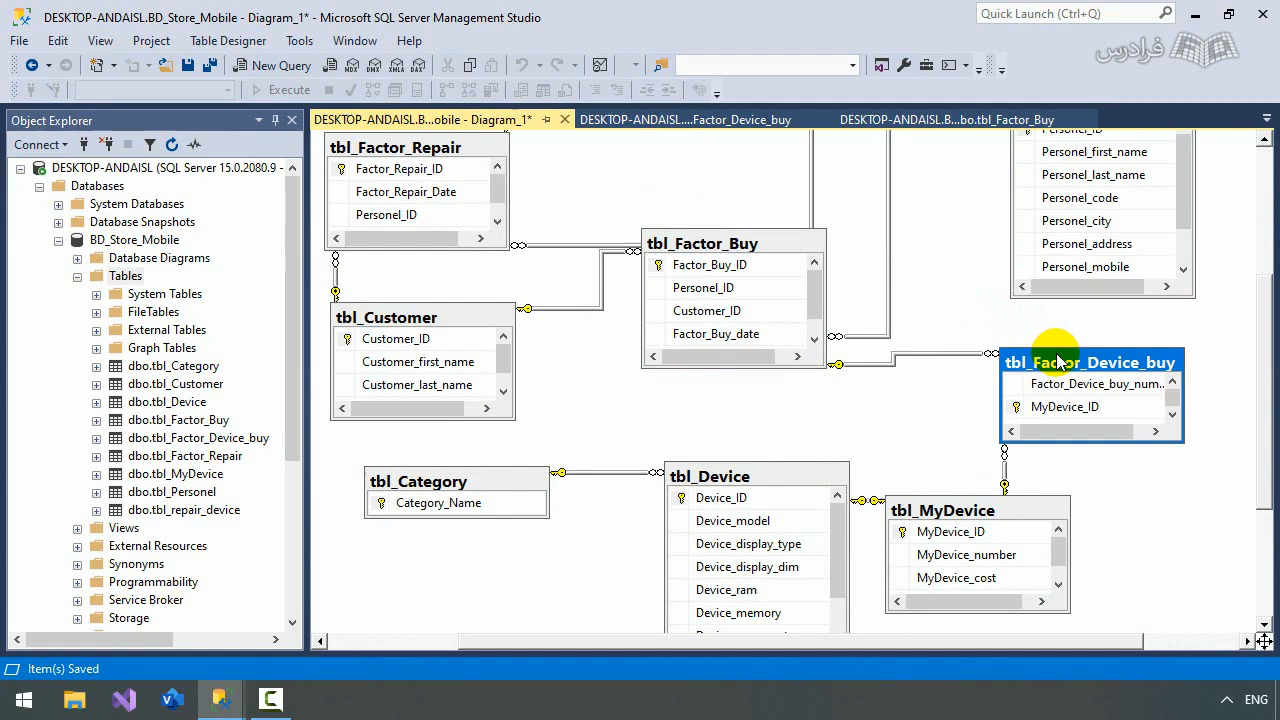 DESKTOP-ANDAISL.BD_Store_Mobile - Diagram_1* - Microsoft SQL Server Management Studio
Quick Launch (Ctrl+Q)
File Edit View Project Table Designer Tools Window Help
فرادرس
New Query
MDX DMX XMLA DAX
Execute
Object Explorer
DESKTOP-ANDAISL.B...obile - Diagram_1*
DESKTOP-ANDAISL....Factor_Device_buy
DESKTOP-ANDAISL.B...bo.tbl_Factor_Buy
Connect
DESKTOP-ANDAISL (SQL Server 15.0.2080.9 -
Databases
System Databases
Database Snapshots
BD_Store_Mobile
Database Diagrams
Tables
System Tables
FileTables
External Tables
Graph Tables
dbo.tbl_Category
dbo.tbl_Customer
dbo.tbl_Device
dbo.tbl_Factor_Buy
dbo.tbl_Factor_Device_buy
dbo.tbl_Factor_Repair
dbo.tbl_MyDevice
dbo.tbl_Personel
dbo.tbl_repair_device
Views
External Resources
Synonyms
Programmability
Service Broker
Storage
tbl_Factor_Repair
Factor_Repair_ID
Factor_Repair_Date
Personel_ID
tbl_Customer
Customer_ID
Customer_first_name
Customer_last_name
tbl_Category
Category_Name
tbl_Factor_Buy
Factor_Buy_ID
Personel_ID
Customer_ID
Factor_Buy_date
tbl_Device
Device_ID
Device_model
Device_display_type
Device_display_dim
Device_ram
Device_memory
Personel_ID
Personel_first_name
Personel_last_name
Personel_code
Personel_city
Personel_address
Personel_mobile
tbl_Factor_Device_buy
Factor_Device_buy_num...
MyDevice_ID
tbl_MyDevice
MyDevice_ID
MyDevice_number
MyDevice_cost
Item(s) Saved
ENG